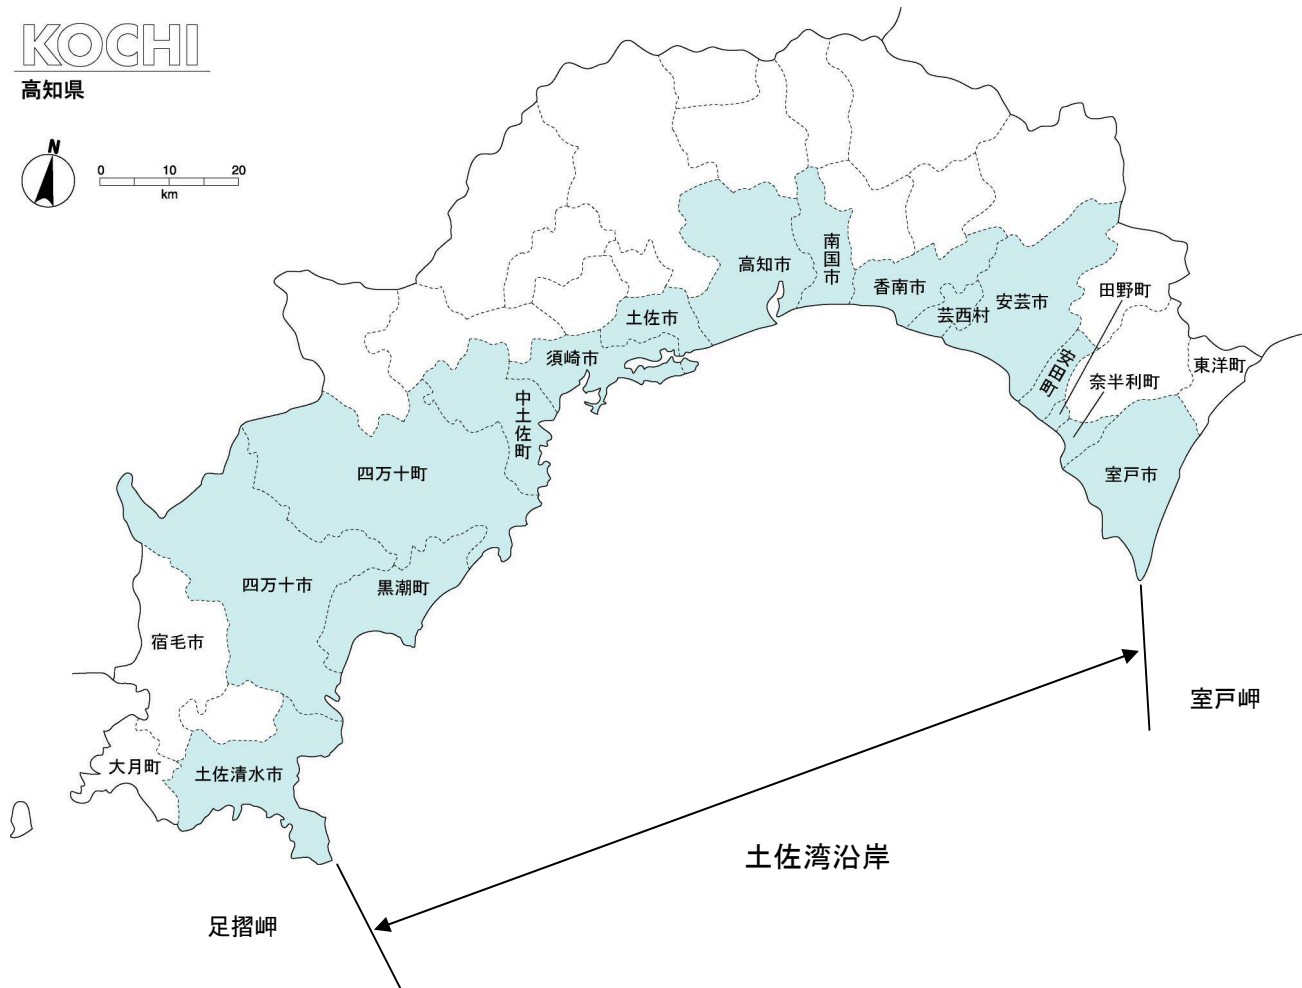 KOCHI
高知県
N
0 10 20
km
高知市
南国市
香南市
芸西村
安芸市
田野町
安田町
奈半利町
東洋町
室戸市
土佐市
須崎市
中土佐町
四万十町
四万十市
黒潮町
宿毛市
大月町
土佐清水市
室戸岬
土佐湾沿岸
足摺岬